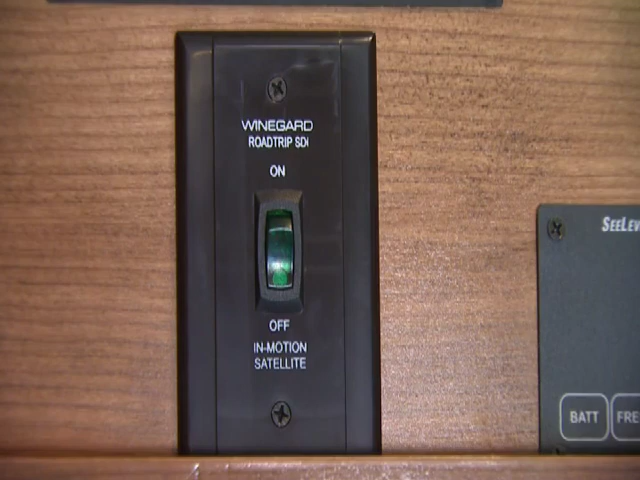 WINEGARD
ROADTRIP SDi
ON
OFF
IN-MOTION
SATELLITE
SEELEV
BATT
FRE